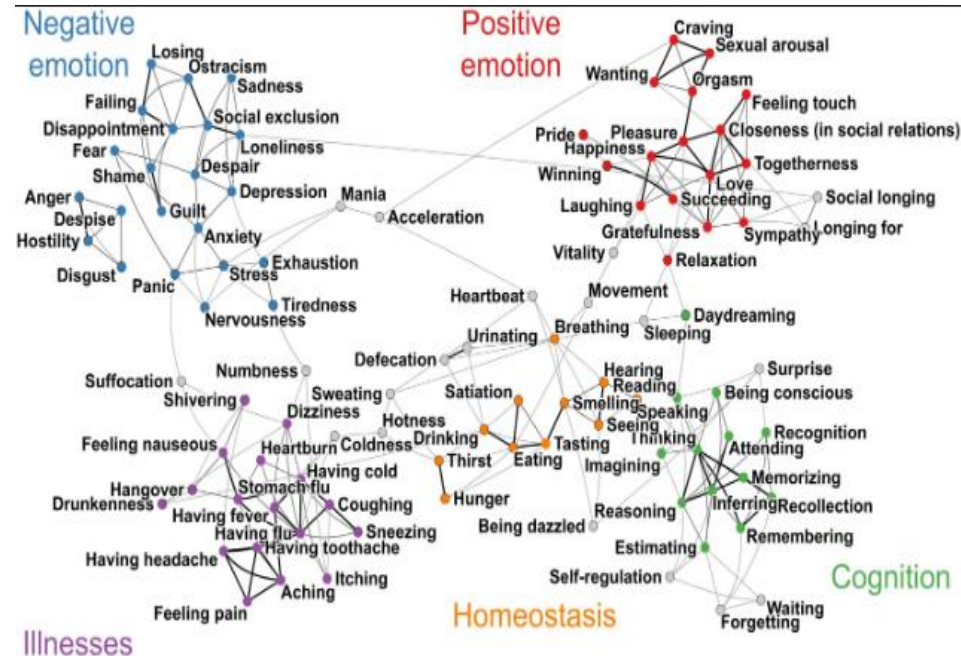 Negative
emotion
Losing
Ostracism
Sadness
Failing
Social exclusion
Disappointment
Loneliness
Fear
Despair
Shame
Depression
Anger
Guilt
Despise
Anxiety
Hostility
Stress
Exhaustion
Disgust
Panic
Tiredness
Nervousness
Mania
Acceleration
Positive
emotion
Craving
Sexual arousal
Wanting
Orgasm
Feeling touch
Pride
Pleasure
Closeness (in social relations)
Happiness
Togetherness
Winning
Love
Succeeding
Social longing
Laughing
Gratefulness
Sympathy
Longing for
Vitality
Relaxation
Movement
Heartbeat
Breathing
Daydreaming
Urinating
Sleeping
Defecation
Suffocation
Numbness
Sweating
Satiation
Hearing
Reading
Surprise
Shivering
Smelling
Speaking
Being conscious
Dizziness
Hotness
Seeing
Feeling nauseous
Heartburn
Coldness
Drinking
Tasting
Thinking
Attending
Recognition
Having cold
Thirst
Eating
Imagining
Memorizing
Hangover
Stomach flu
Drunkenness
Coughing
Hunger
Inferring
Recollection
Having fever
Reasoning
Having flu
Sneezing
Being dazzled
Remembering
Having toothache
Having headache
Estimating
Itching
Aching
Self-regulation
Feeling pain
Waiting
Forgetting
Cognition
Homeostasis
Illnesses